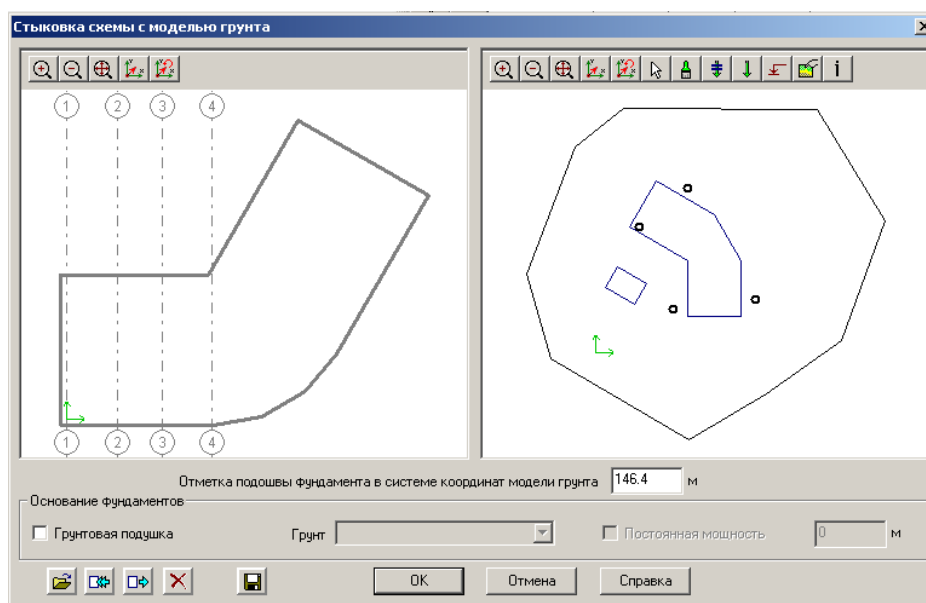 Стыковка схемы с моделью грунта
1 2 3 4
1 2 3 4
Отметка подошвы фундамента в системе координат модели грунта 146.4 м
Основание фундаментов
Грунтовая подушка Грунт Постоянная мощность 0 м
OK Отмена Справка